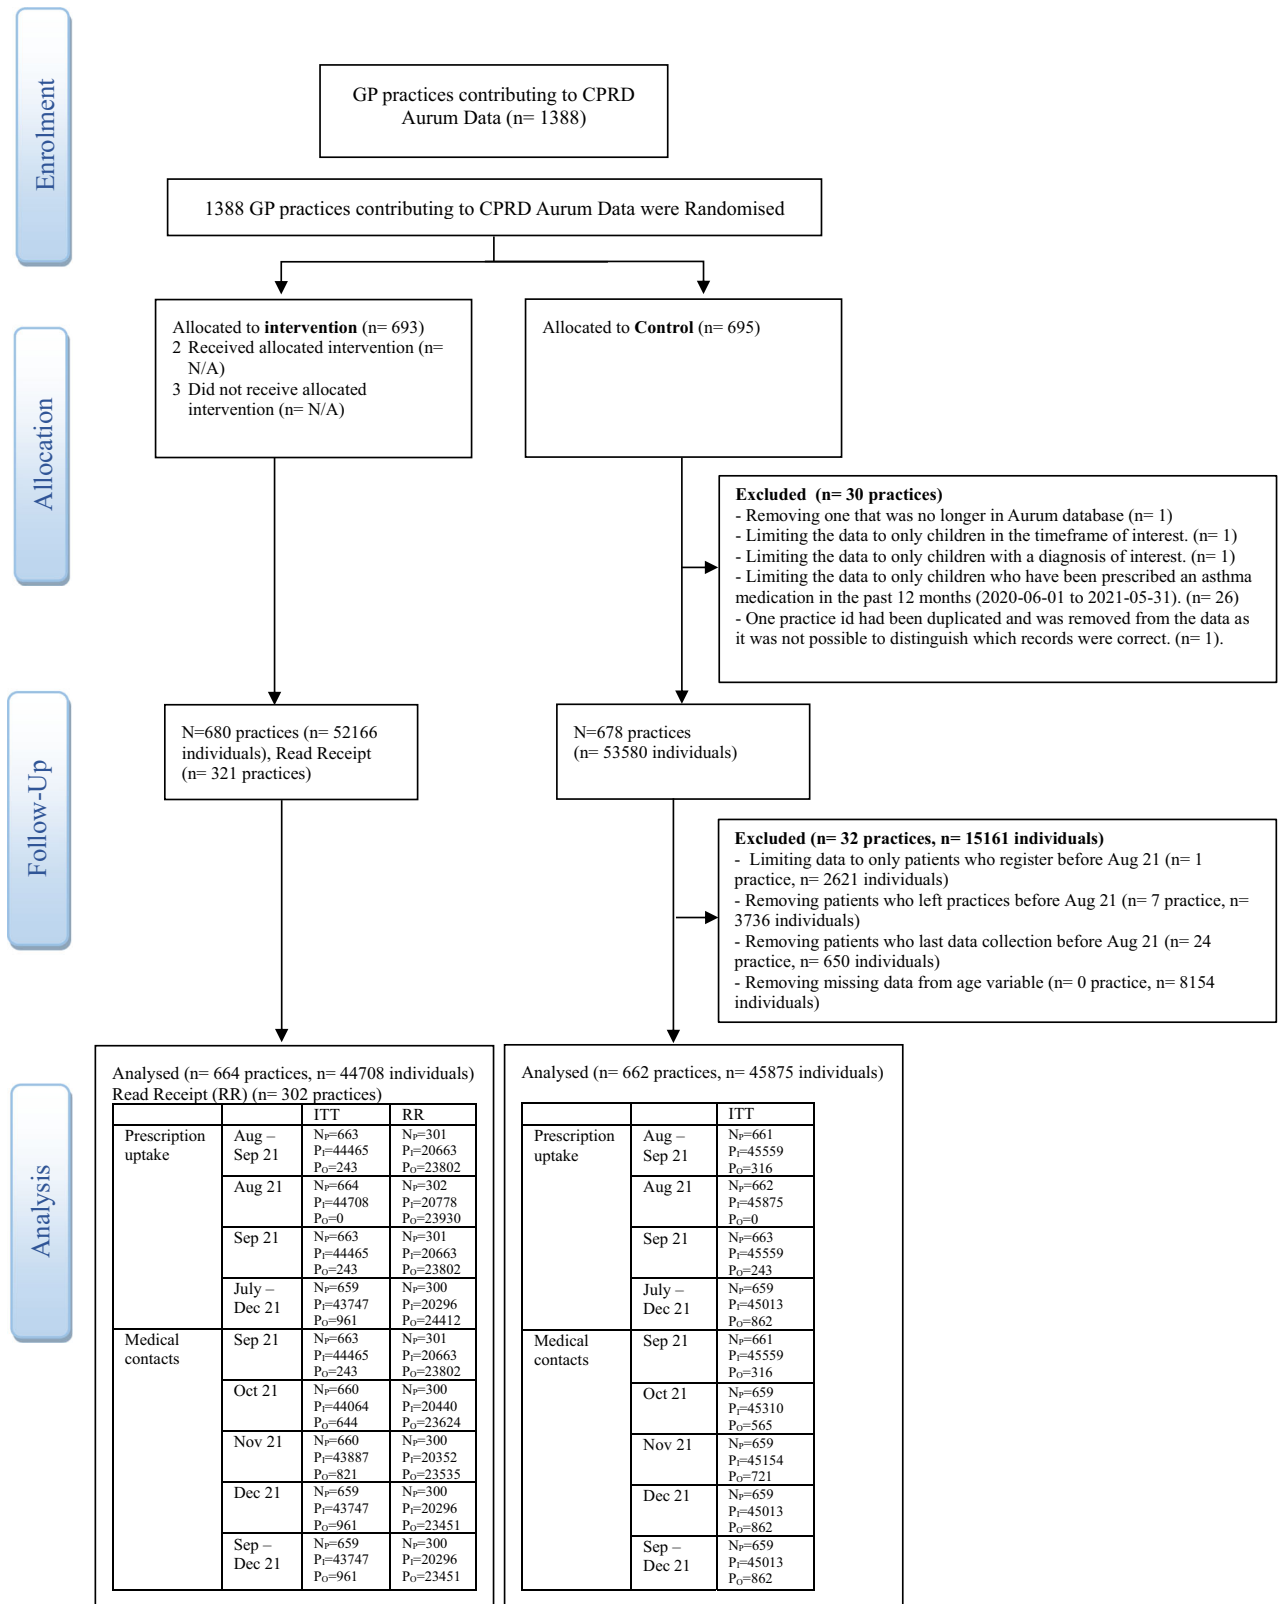 Enrolment
GP practices contributing to CPRD
Aurum Data (n= 1388)
1388 GP practices contributing to CPRD Aurum Data were Randomised
Allocation
Allocated to intervention (n= 693)
2 Received allocated intervention (n=
N/A)
3 Did not receive allocated
intervention (n= N/A)
Allocated to Control (n= 695)
Excluded (n= 30 practices)
- Removing one that was no longer in Aurum database (n= 1)
- Limiting the data to only children in the timeframe of interest. (n= 1)
- Limiting the data to only children with a diagnosis of interest. (n= 1)
- Limiting the data to only children who have been prescribed an asthma
medication in the past 12 months (2020-06-01 to 2021-05-31). (n= 26)
- One practice id had been duplicated and was removed from the data as
it was not possible to distinguish which records were correct. (n= 1).
Follow-Up
N=680 practices (n= 52166
individuals), Read Receipt
(n= 321 practices)
N=678 practices
(n= 53580 individuals)
Excluded (n= 32 practices, n= 15161 individuals)
- Limiting data to only patients who register before Aug 21 (n= 1
practice, n= 2621 individuals)
- Removing patients who left practices before Aug 21 (n= 7 practice, n=
3736 individuals)
- Removing patients who last data collection before Aug 21 (n= 24
practice, n= 650 individuals)
- Removing missing data from age variable (n= 0 practice, n= 8154
individuals)
Analysis
Analysed (n= 664 practices, n= 44708 individuals)
Read Receipt (RR) (n= 302 practices)
ITT RR
Prescription Aug – NP=663 NP=301
uptake Sep 21 PI=44465 PI=20663
PO=243 PO=23802
Aug 21 NP=664 NP=302
PI=44708 PI=20778
PO=0 PO=23930
Sep 21 NP=663 NP=301
PI=44465 PI=20663
PO=243 PO=23802
July – NP=659 NP=300
Dec 21 PI=43747 PI=20296
PO=961 PO=24412
Medical Sep 21 NP=663 NP=301
contacts PI=44465 PI=20663
PO=243 PO=23802
Oct 21 NP=660 NP=300
PI=44064 PI=20440
PO=644 PO=23624
Nov 21 NP=660 NP=300
PI=43887 PI=20352
PO=821 PO=23535
Dec 21 NP=659 NP=300
PI=43747 PI=20296
PO=961 PO=23451
Sep – NP=659 NP=300
Dec 21 PI=43747 PI=20296
PO=961 PO=23451
Analysed (n= 662 practices, n= 45875 individuals)
ITT
Prescription Aug – NP=661
uptake Sep 21 PI=45559
PO=316
Aug 21 NP=662
PI=45875
PO=0
Sep 21 NP=663
PI=45559
PO=243
July – NP=659
Dec 21 PI=45013
PO=862
Medical Sep 21 NP=661
contacts PI=45559
PO=316
Oct 21 NP=659
PI=45310
PO=565
Nov 21 NP=659
PI=45154
PO=721
Dec 21 NP=659
PI=45013
PO=862
Sep – NP=659
Dec 21 PI=45013
PO=862